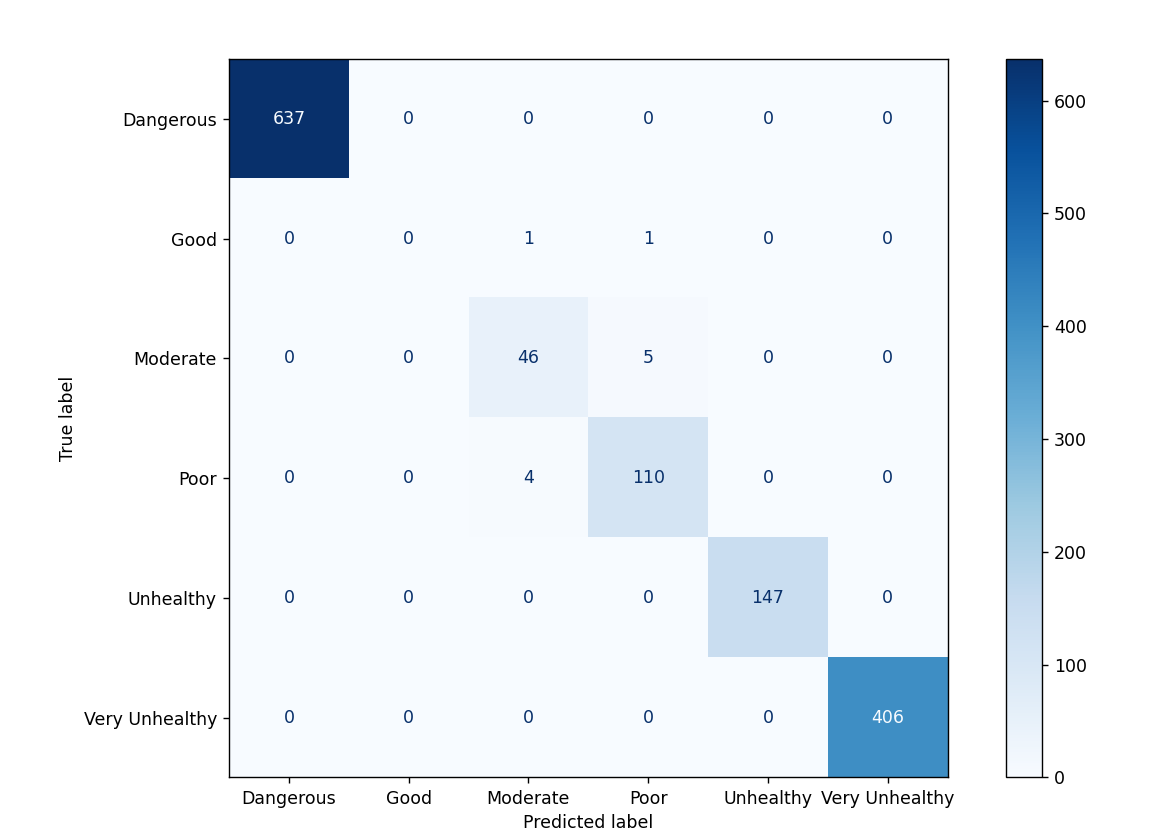 Dangerous 637 0 0 0 0 0
Good 0 0 1 1 0 0
Moderate 0 0 46 5 0 0
Poor 0 0 4 110 0 0
Unhealthy 0 0 0 0 147 0
Very Unhealthy 0 0 0 0 0 406
True label
Dangerous Good Moderate Poor Unhealthy Very Unhealthy
Predicted label
600
500
400
300
200
100
0